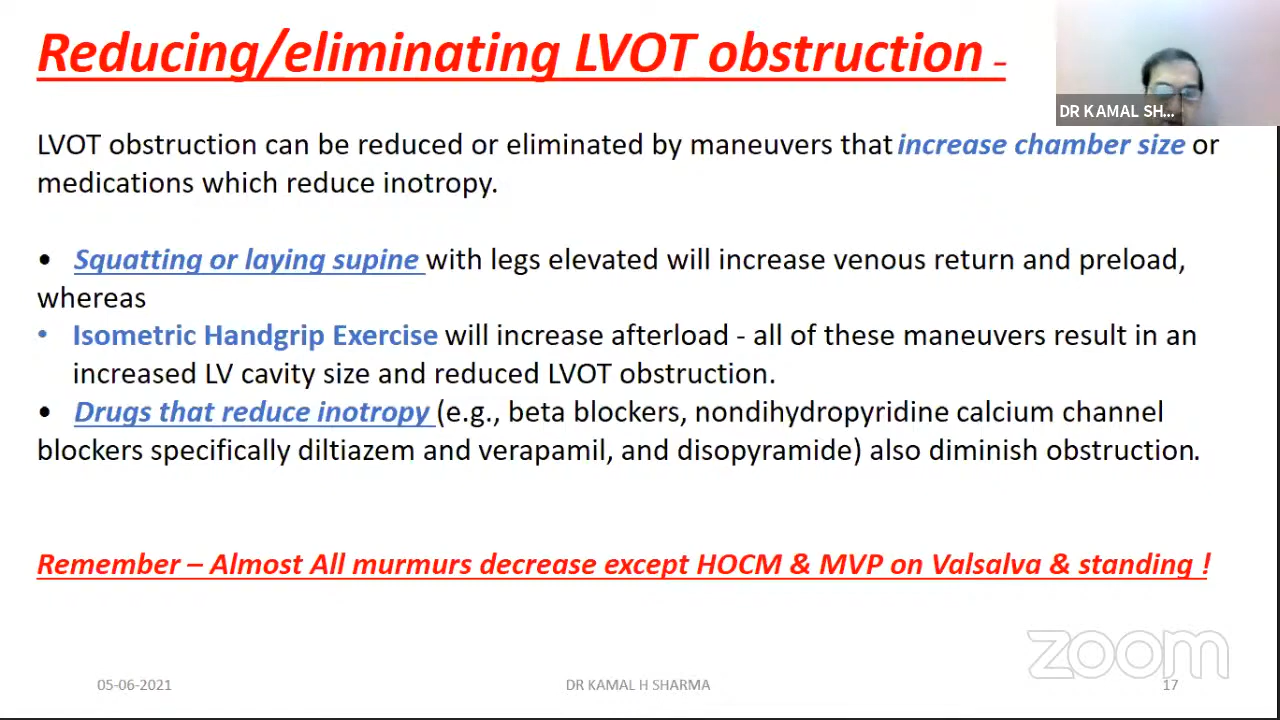 Reducing/eliminating LVOT obstruction -
DR KAMAL SH...
LVOT obstruction can be reduced or eliminated by maneuvers that increase chamber size or
medications which reduce inotropy.
• Squatting or laying supine with legs elevated will increase venous return and preload,
whereas
• Isometric Handgrip Exercise will increase afterload - all of these maneuvers result in an
increased LV cavity size and reduced LVOT obstruction.
• Drugs that reduce inotropy (e.g., beta blockers, nondihydropyridine calcium channel
blockers specifically diltiazem and verapamil, and disopyramide) also diminish obstruction.
Remember – Almost All murmurs decrease except HOCM & MVP on Valsalva & standing !
zoom
05-06-2021 DR KAMAL H SHARMA 17